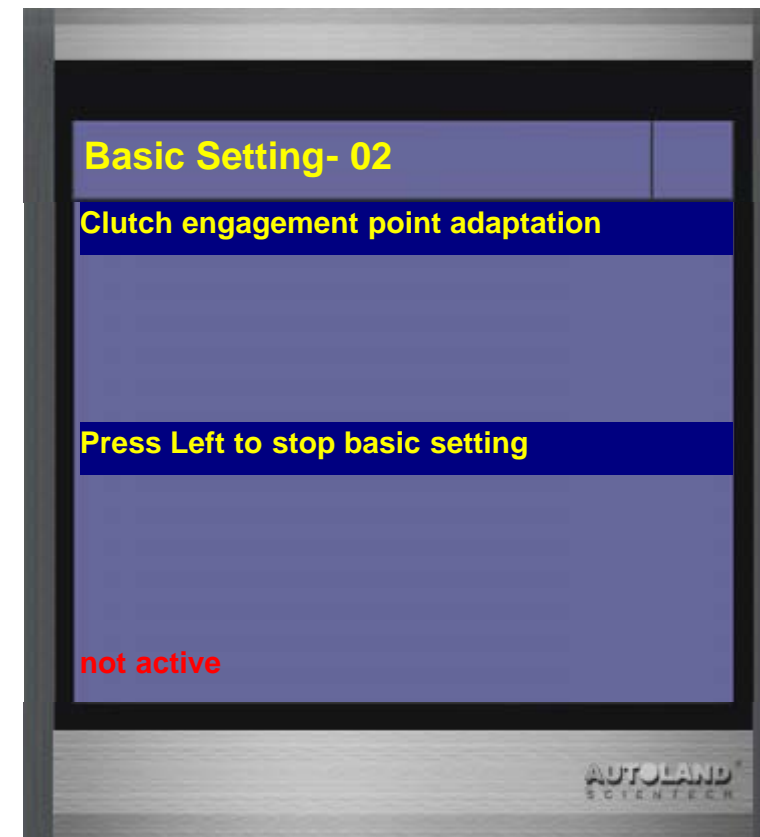 Basic Setting- 02
Clutch engagement point adaptation
Press Left to stop basic setting
not active
AUTOLAND
SCIENTECH